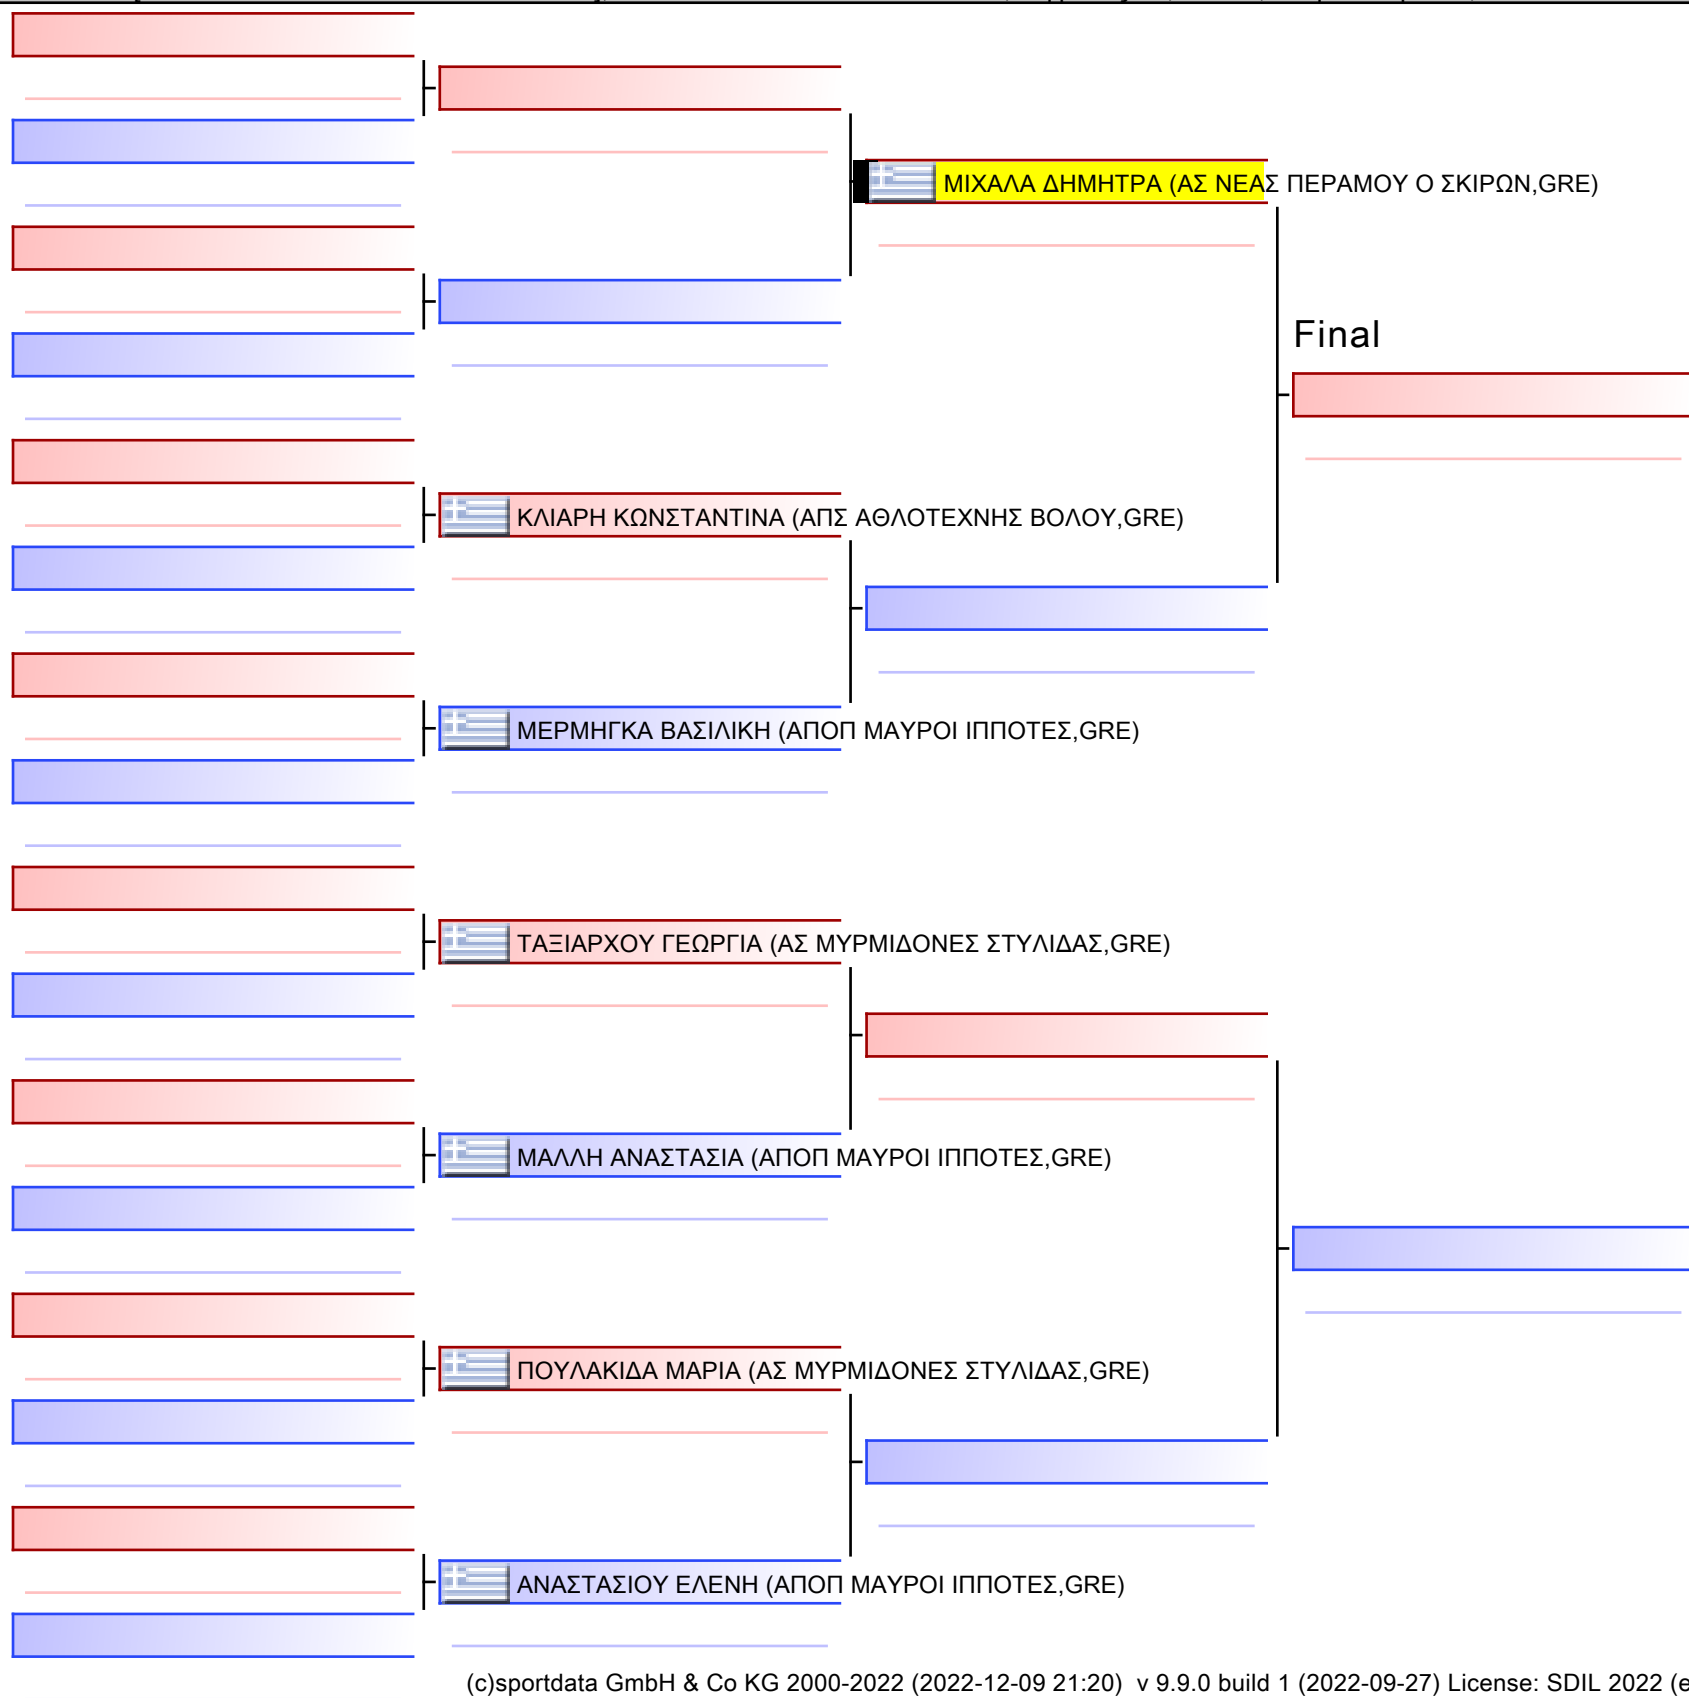 ΜΙΧΑΛΑ ΔΗΜΗΤΡΑ (ΑΣ ΝΕΑΣ ΠΕΡΑΜΟΥ Ο ΣΚΙΡΩΝ,GRE)
Final
ΚΛΙΑΡΗ ΚΩΝΣΤΑΝΤΙΝΑ (ΑΠΣ ΑΘΛΟΤΕΧΝΗΣ ΒΟΛΟΥ,GRE)
ΜΕΡΜΗΓΚΑ ΒΑΣΙΛΙΚΗ (ΑΠΟΠ ΜΑΥΡΟΙ ΙΠΠΟΤΕΣ,GRE)
ΤΑΞΙΑΡΧΟΥ ΓΕΩΡΓΙΑ (ΑΣ ΜΥΡΜΙΔΟΝΕΣ ΣΤΥΛΙΔΑΣ,GRE)
ΜΑΛΛΗ ΑΝΑΣΤΑΣΙΑ (ΑΠΟΠ ΜΑΥΡΟΙ ΙΠΠΟΤΕΣ,GRE)
ΠΟΥΛΑΚΙΔΑ ΜΑΡΙΑ (ΑΣ ΜΥΡΜΙΔΟΝΕΣ ΣΤΥΛΙΔΑΣ,GRE)
ΑΝΑΣΤΑΣΙΟΥ ΕΛΕΝΗ (ΑΠΟΠ ΜΑΥΡΟΙ ΙΠΠΟΤΕΣ,GRE)
(c)sportdata GmbH & Co KG 2000-2022 (2022-12-09 21:20) v 9.9.0 build 1 (2022-09-27) License: SDIL 2022 (e